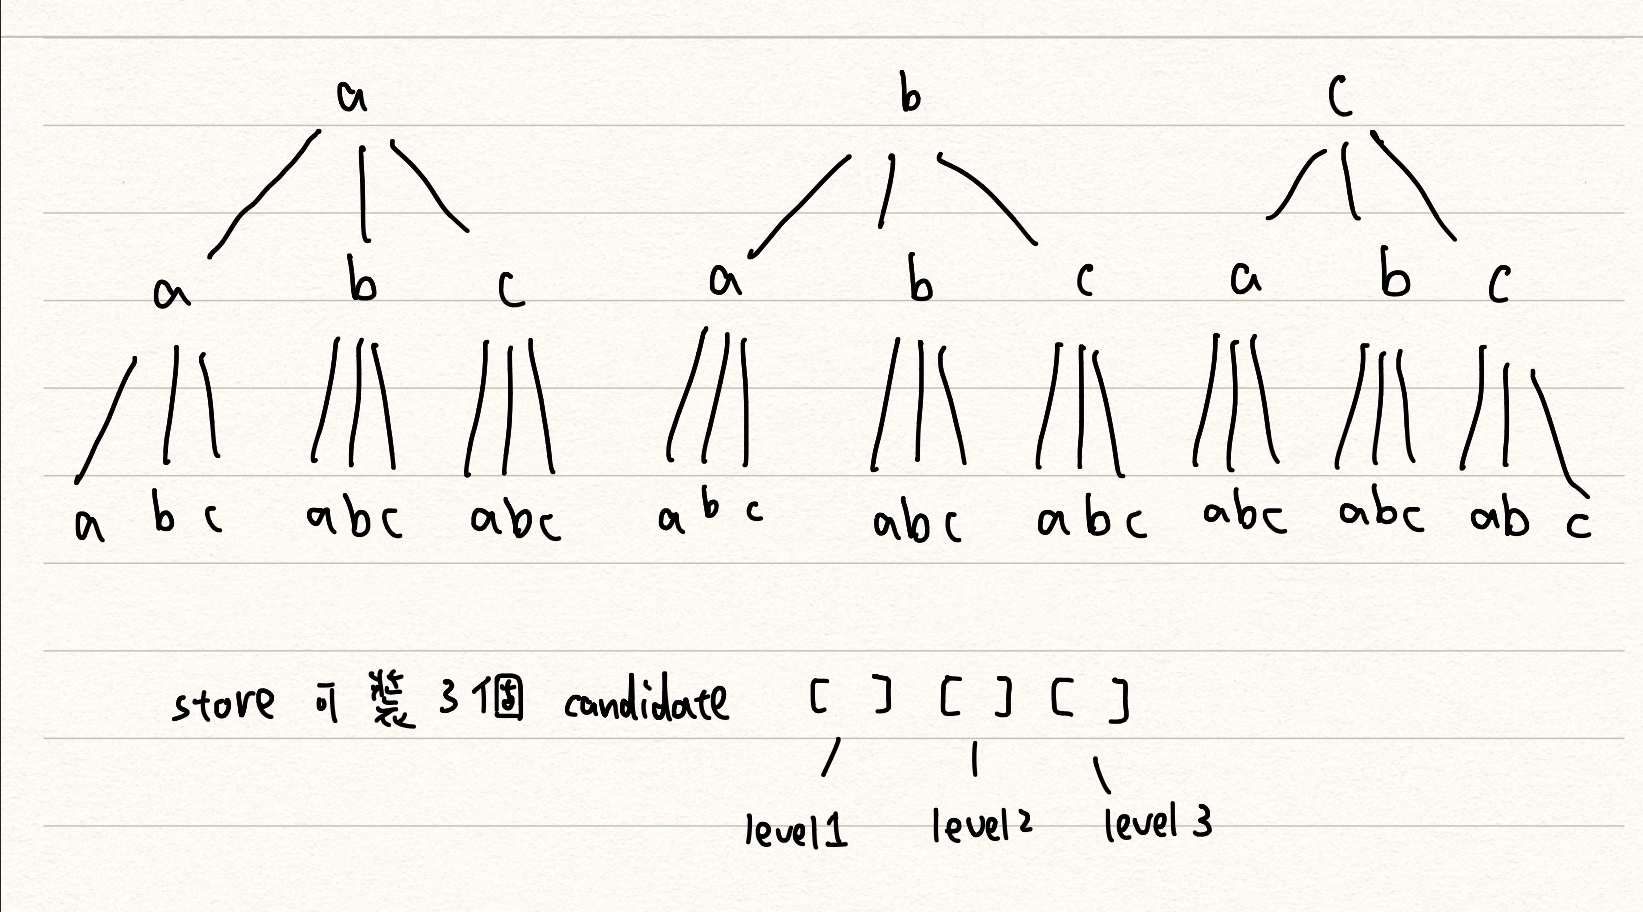 a b c
a b c a b c a b c
a b c a b c a b c a b c a b c a b c a b c a b c a b c
store 可 裝 3 個 candidate [ ] [ ] [ ]
level1 level2 level 3